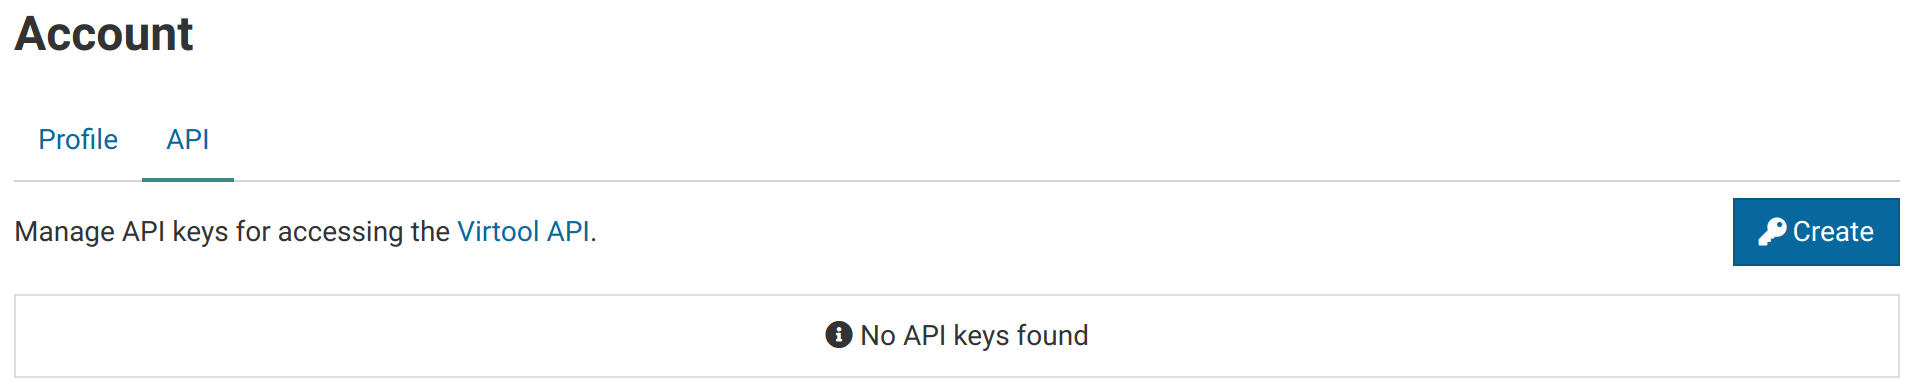 Account
Profile API
Manage API keys for accessing the Virtool API.
Create
No API keys found